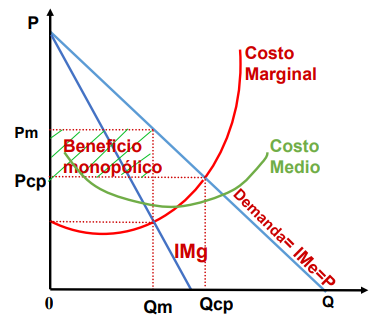 P
Costo
Marginal
Pm
Beneficio
monopólico
Costo
Medio
Pcp
Demanda= IMe=P
IMg
0
Qm
Qcp
Q